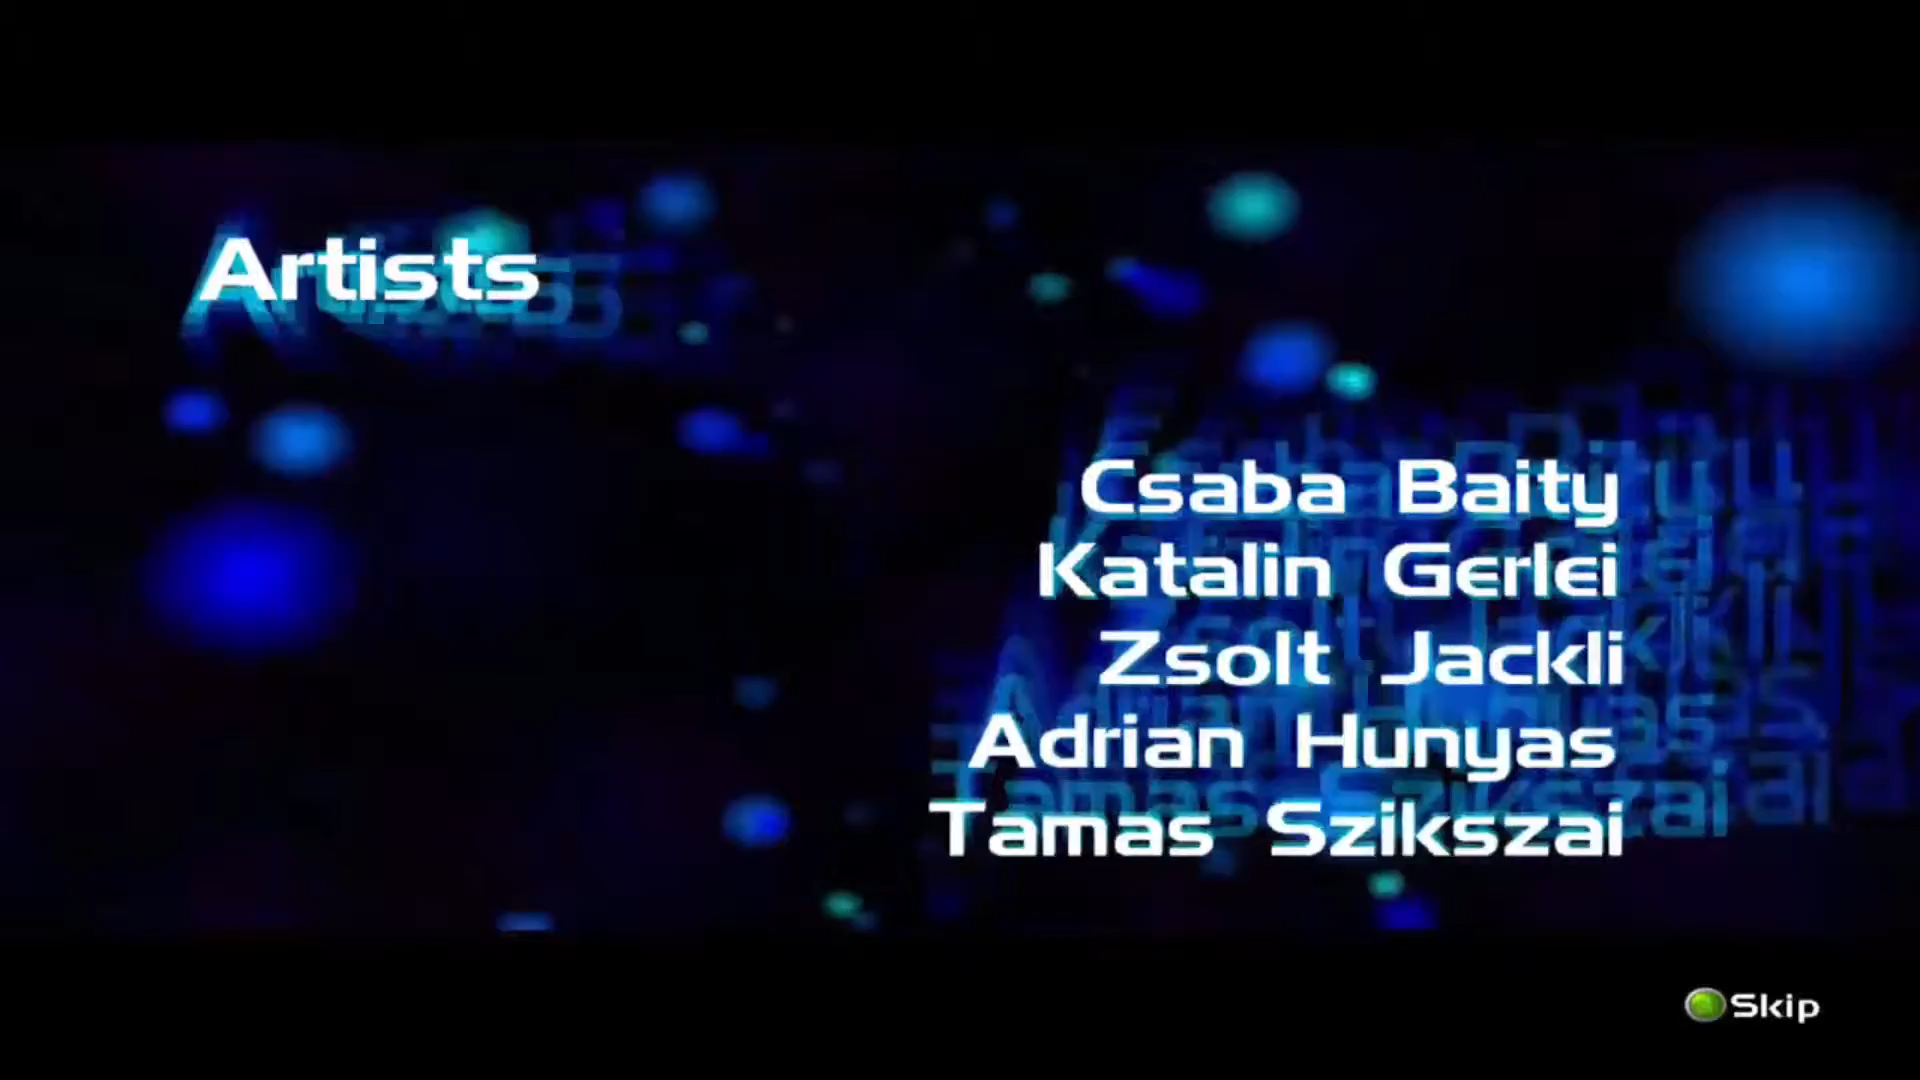 Artists
Csaba Baity
Katalin Gerlei
Zsolt Jackli
Adrian Hunyas
Tamas Szikszai
Skip